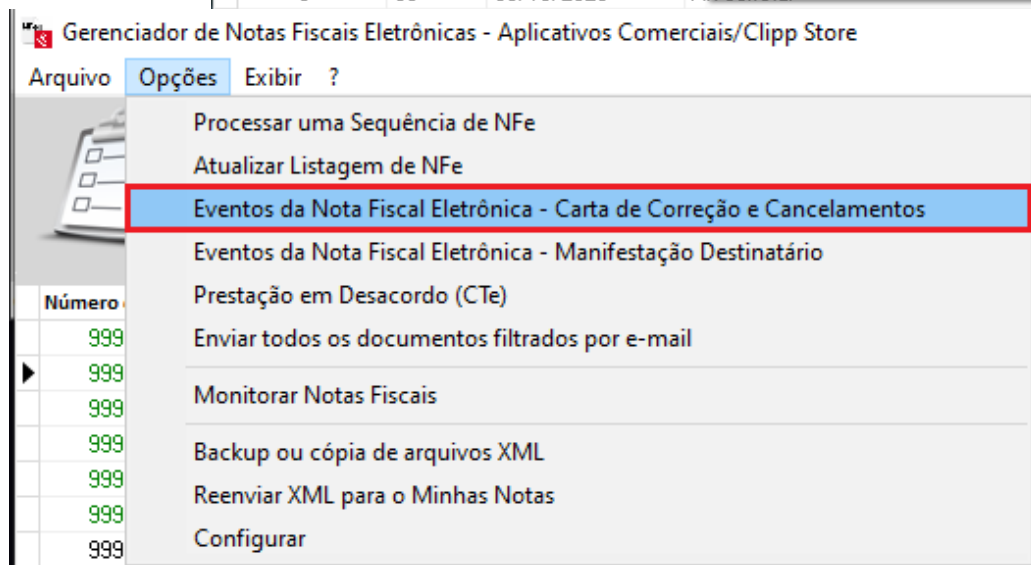 Gerenciador de Notas Fiscais Eletrônicas - Aplicativos Comerciais/Clipp Store
Arquivo Opções Exibir ?
Processar uma Sequência de NFe
Atualizar Listagem de NFe
Eventos da Nota Fiscal Eletrônica - Carta de Correção e Cancelamentos
Eventos da Nota Fiscal Eletrônica - Manifestação Destinatário
Prestação em Desacordo (CTe)
Enviar todos os documentos filtrados por e-mail
Monitorar Notas Fiscais
Backup ou cópia de arquivos XML
Reenviar XML para o Minhas Notas
Configurar
Número
999
999
999
999
999
999
999